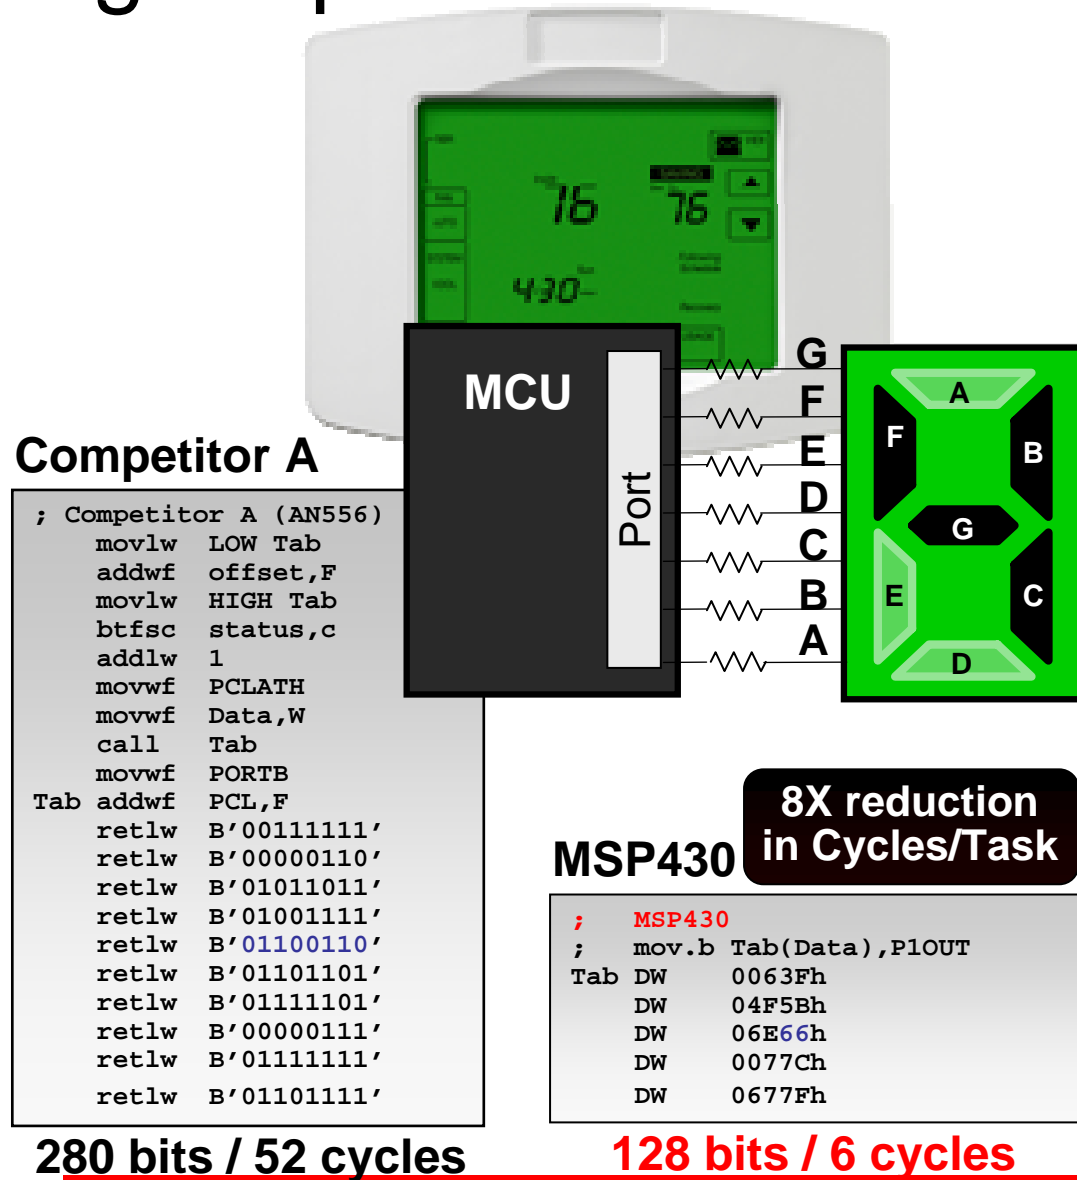 76
76
430
MCU
Port
G
F
E
D
C
B
A
A
F
B
G
E
C
D
Competitor A
; Competitor A (AN556)
movlw LOW Tab
addwf offset,F
movlw HIGH Tab
btfsc status,c
addlw 1
movwf PCLATH
movwf Data,W
call Tab
movwf PORTB
Tab addwf PCL,F
retlw B'00111111'
retlw B'00000110'
retlw B'01011011'
retlw B'01001111'
retlw B'01100110'
retlw B'01101101'
retlw B'01111101'
retlw B'00000111'
retlw B'01111111'
retlw B'01101111'
280 bits / 52 cycles
8X reduction
in Cycles/Task
MSP430
; MSP430
; mov.b Tab(Data),P1OUT
Tab DW 0063Fh
DW 04F5Bh
DW 06E66h
DW 0077Ch
DW 0677Fh
128 bits / 6 cycles